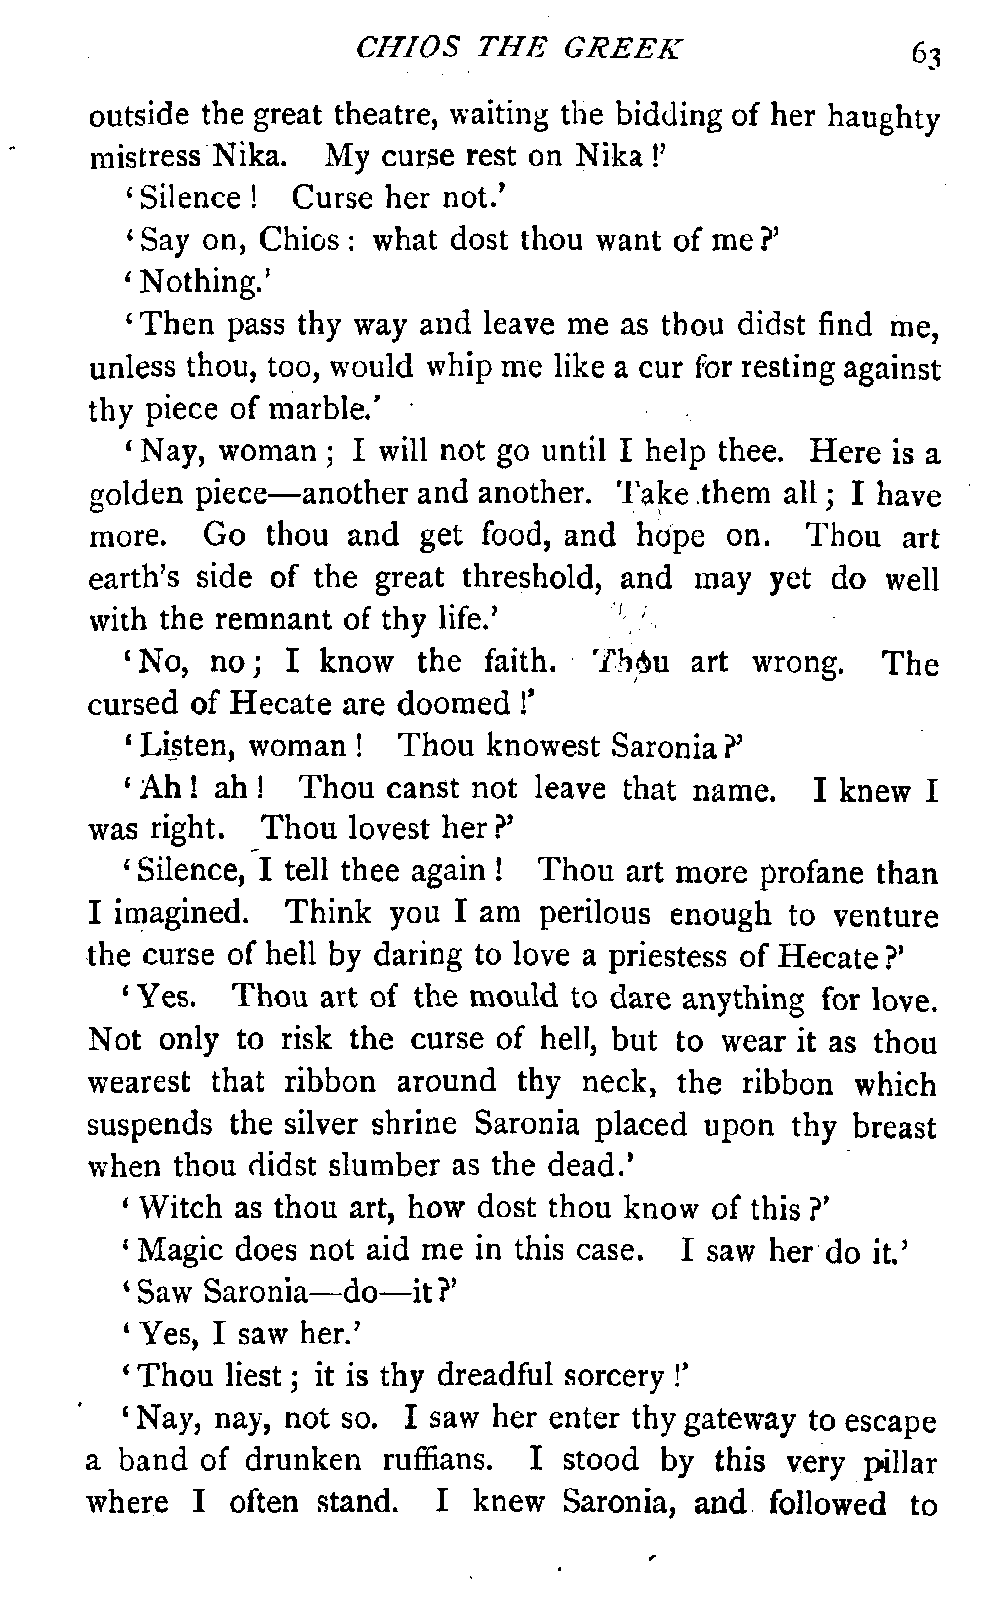 CHIOS THE GREEK 63
outside the great theatre, waiting the bidding of her haughty
mistress Nika. My curse rest on Nika !'
'Silence ! Curse her not.'
'Say on, Chios : what dost thou want of me ?'
'Nothing.'
'Then pass thy way and leave me as thou didst find me,
unless thou, too, would whip me like a cur for resting against
thy piece of marble.'
'Nay, woman ; I will not go until I help thee. Here is a
golden piece—another and another. Take them all ; I have
more. Go thou and get food, and hope on. Thou art
earth's side of the great threshold, and may yet do well
with the remnant of thy life.'
'No, no ; I know the faith. Thou art wrong. The
cursed of Hecate are doomed !'
'Listen, woman ! Thou knowest Saronia ?'
'Ah ! ah ! Thou canst not leave that name. I knew I
was right. Thou lovest her ?'
'Silence, I tell thee again ! Thou art more profane than
I imagined. Think you I am perilous enough to venture
the curse of hell by daring to love a priestess of Hecate ?'
'Yes. Thou art of the mould to dare anything for love.
Not only to risk the curse of hell, but to wear it as thou
wearest that ribbon around thy neck, the ribbon which
suspends the silver shrine Saronia placed upon thy breast
when thou didst slumber as the dead.'
'Witch as thou art, how dost thou know of this ?'
'Magic does not aid me in this case. I saw her do it.'
'Saw Saronia—do—it ?'
'Yes, I saw her.'
'Thou liest ; it is thy dreadful sorcery !'
'Nay, nay, not so. I saw her enter thy gateway to escape
a band of drunken ruffians. I stood by this very pillar
where I often stand. I knew Saronia, and followed to